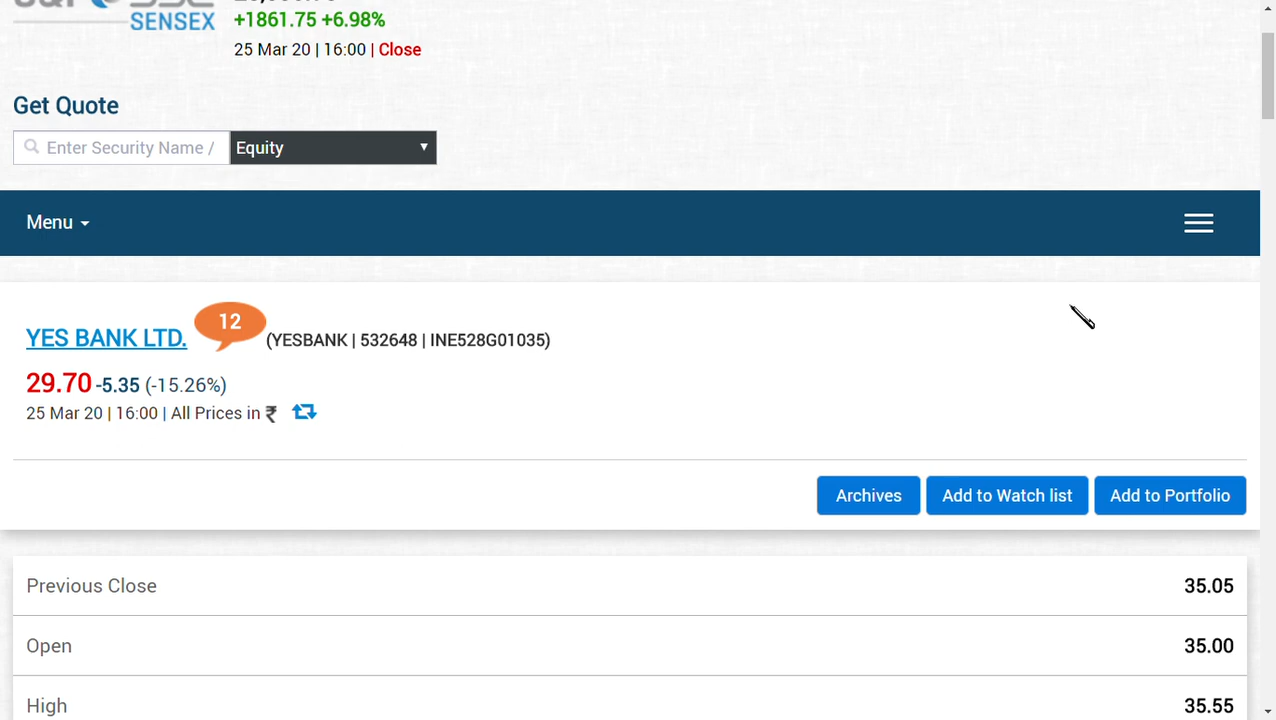 SENSEX
+1861.75 +6.98%
25 Mar 20 | 16:00 | Close
Get Quote
Enter Security Name /
Equity
Menu
YES BANK LTD.
12
(YESBANK | 532648 | INE528G01035)
29.70 -5.35 (-15.26%)
25 Mar 20 | 16:00 | All Prices in ₹
Archives
Add to Watch list
Add to Portfolio
Previous Close 35.05
Open 35.00
High 35.55